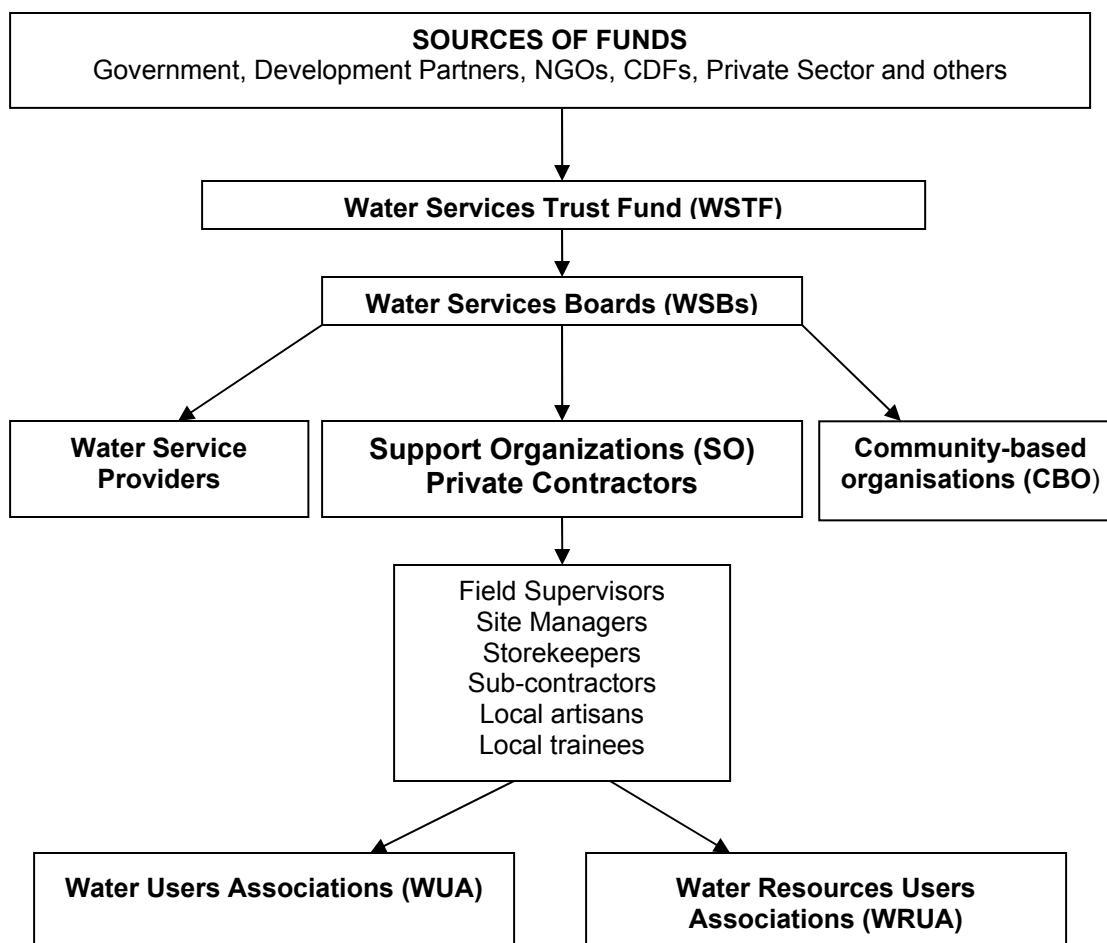 SOURCES OF FUNDS
Government, Development Partners, NGOs, CDFs, Private Sector and others
Water Services Trust Fund (WSTF)
Water Services Boards (WSBs)
Water Service
Providers
Support Organizations (SO)
Private Contractors
Community-based
organisations (CBO)
Field Supervisors
Site Managers
Storekeepers
Sub-contractors
Local artisans
Local trainees
Water Users Associations (WUA)
Water Resources Users
Associations (WRUA)